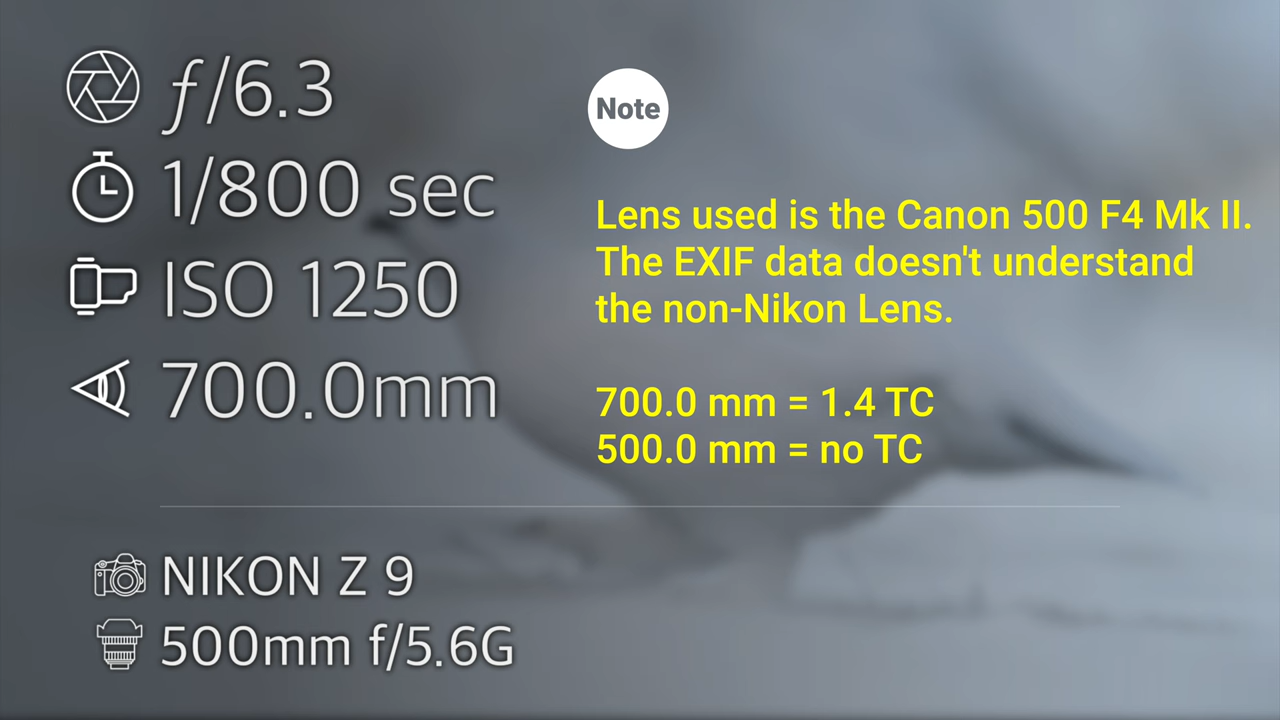 ƒ/6.3
1/800 sec
ISO 1250
700.0mm
Note
Lens used is the Canon 500 F4 Mk II.
The EXIF data doesn't understand
the non-Nikon Lens.
700.0 mm = 1.4 TC
500.0 mm = no TC
NIKON Z 9
500mm f/5.6G